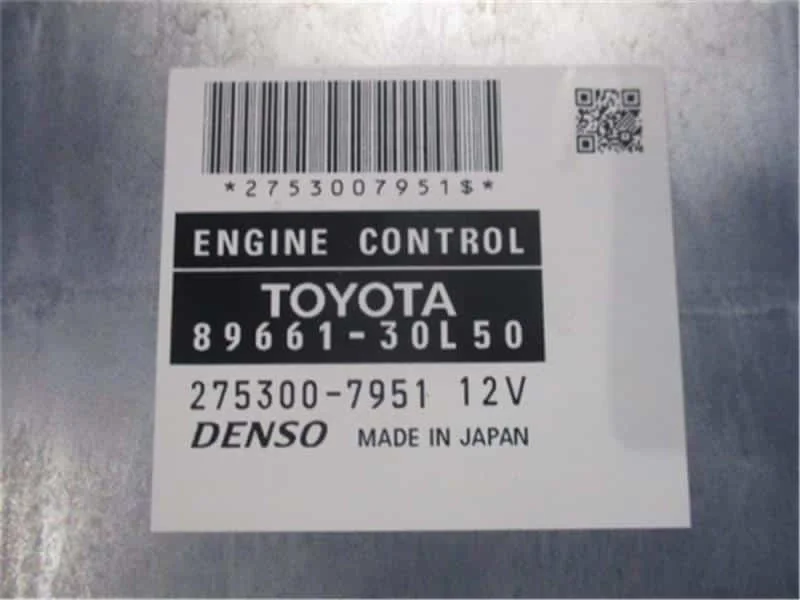 *2753007951$*
ENGINE CONTROL
TOYOTA
89661-30L50
275300-7951 12V
DENSO MADE IN JAPAN